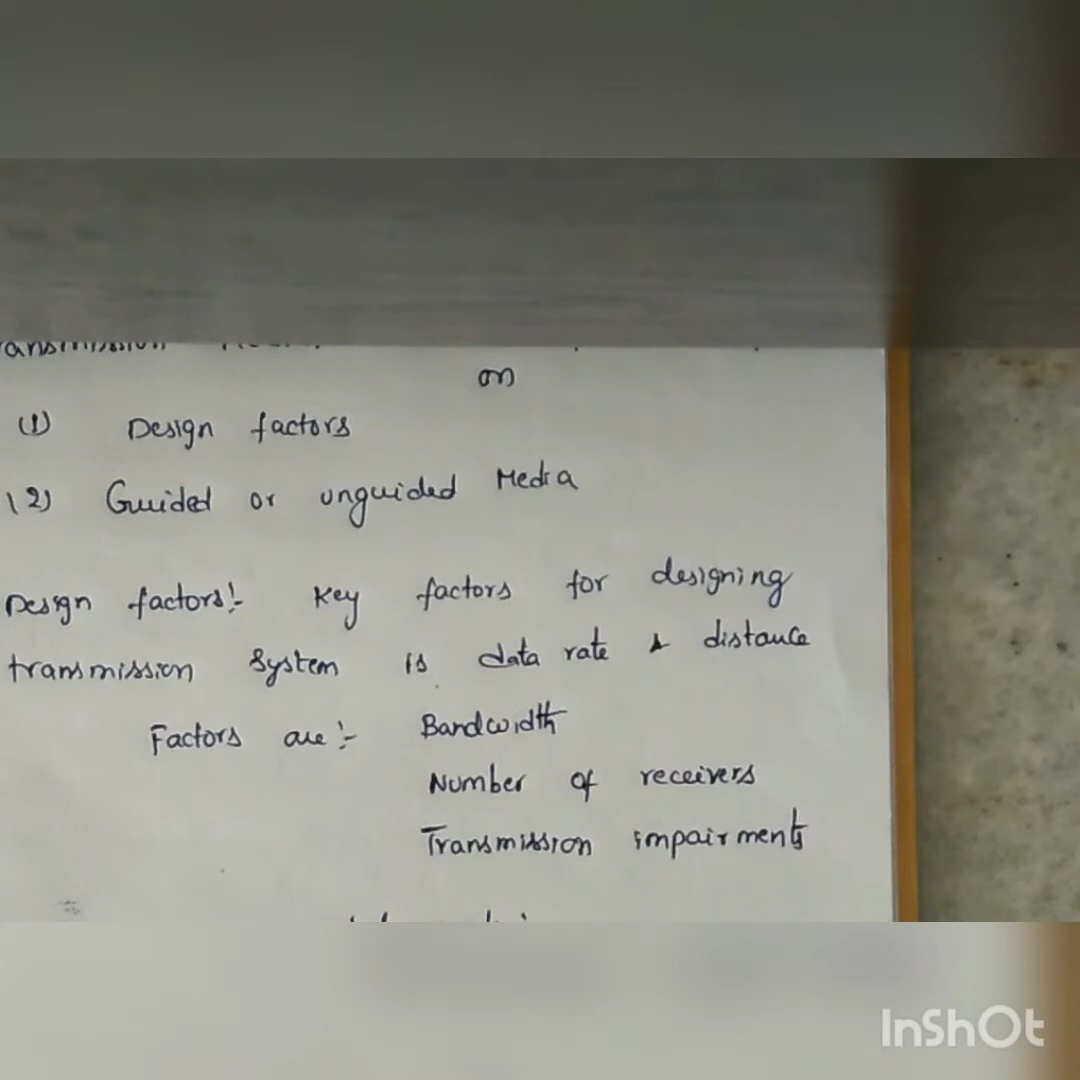 on
(1) Design factors
(2) Guided or unguided Media
Design factors:- Key factors for designing
transmission system is data rate & distance
Factors are:- Bandwidth
Number of receivers
Transmission impairments
InShOt